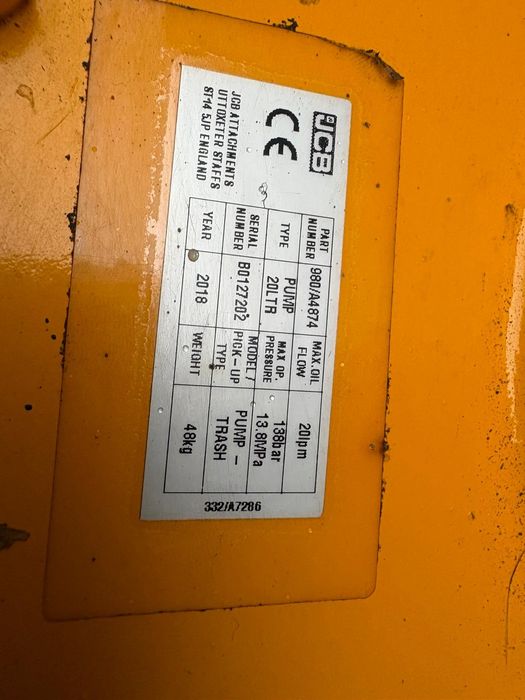 JCB
CE
JCB ATTACHMENTS
UTTOXETER STAFFS
ST14 5JP ENGLAND
PART
NUMBER
980/A4874
MAX. OIL
FLOW
20lpm
TYPE
PUMP
20LTR
MAX OP.
PRESSURE
138bar
13.8MPa
SERIAL
NUMBER
B0127202
MODEL /
PICK-UP
TYPE
PUMP -
TRASH
YEAR
2018
WEIGHT
48kg
332/A7286